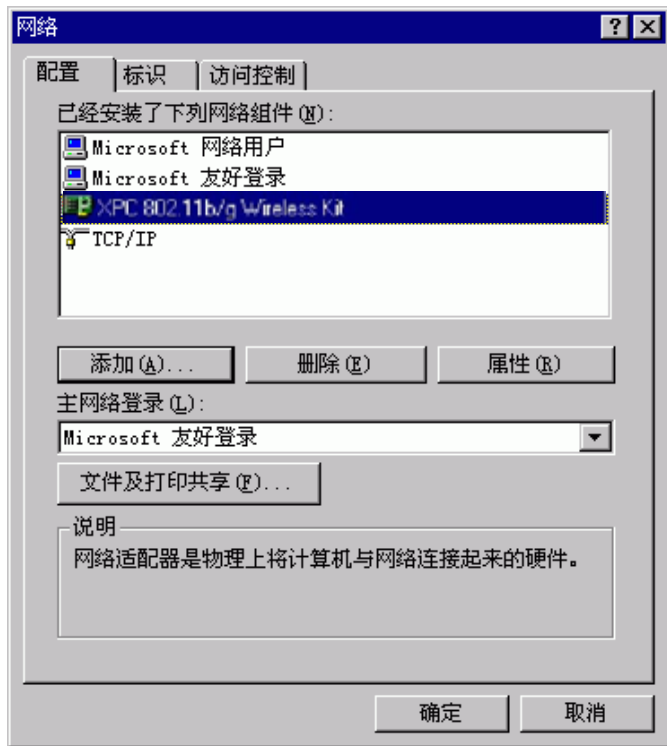 网络
配置 标识 访问控制
已经安装了下列网络组件(N):
Microsoft 网络用户
Microsoft 友好登录
XPC 802.11b/g Wireless Kit
TCP/IP
添加(A)... 删除(E) 属性(R)
主网络登录(L):
Microsoft 友好登录
文件及打印共享(F)...
说明
网络适配器是物理上将计算机与网络连接起来的硬件。
确定 取消